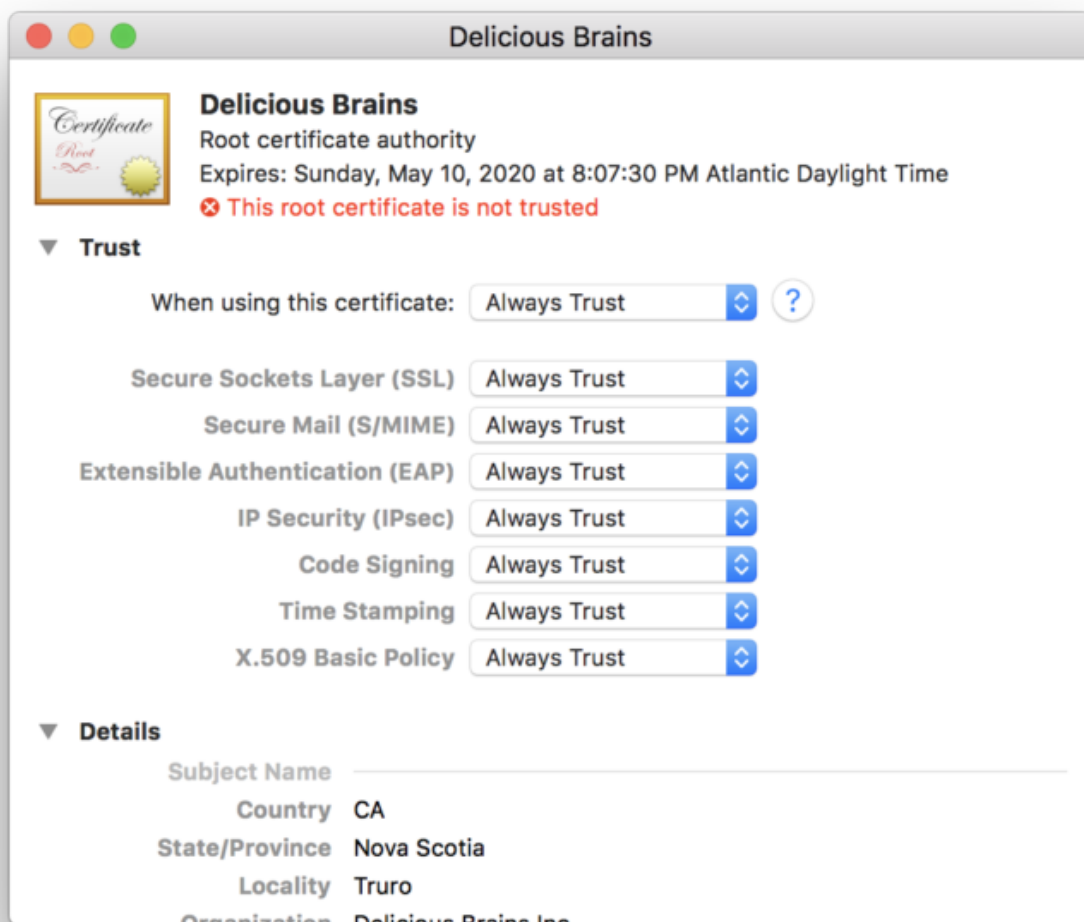 Delicious Brains
Certificate
Root
Delicious Brains
Root certificate authority
Expires: Sunday, May 10, 2020 at 8:07:30 PM Atlantic Daylight Time
This root certificate is not trusted
Trust
When using this certificate: Always Trust ?
Secure Sockets Layer (SSL) Always Trust
Secure Mail (S/MIME) Always Trust
Extensible Authentication (EAP) Always Trust
IP Security (IPsec) Always Trust
Code Signing Always Trust
Time Stamping Always Trust
X.509 Basic Policy Always Trust
Details
Subject Name
Country CA
State/Province Nova Scotia
Locality Truro
Organization Delicious Brains Inc